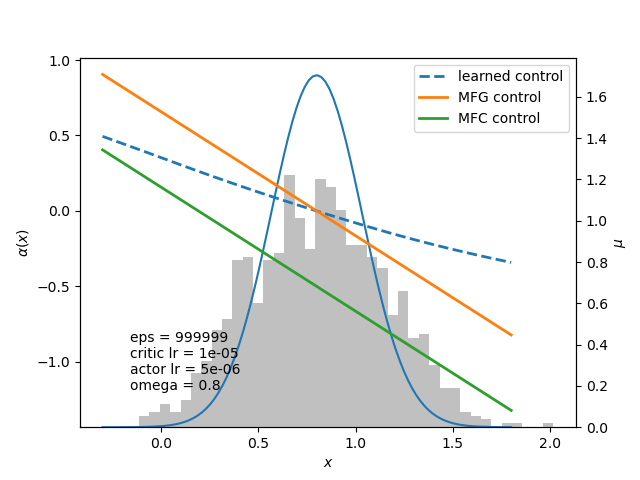 learned control
MFG control
MFC control
1.0
0.5
0.0
−0.5
−1.0
α(x)
1.6
1.4
1.2
1.0
0.8
0.6
0.4
0.2
0.0
μ
eps = 999999
critic lr = 1e-05
actor lr = 5e-06
omega = 0.8
0.0 0.5 1.0 1.5 2.0
x